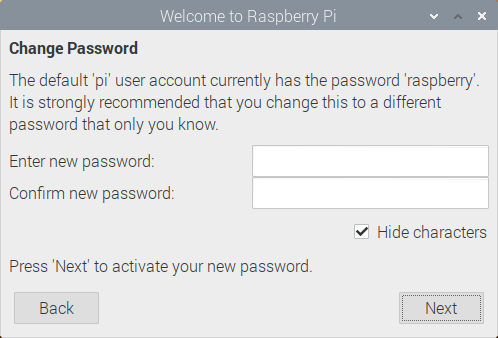 Welcome to Raspberry Pi
Change Password
The default 'pi' user account currently has the password 'raspberry'.
It is strongly recommended that you change this to a different
password that only you know.
Enter new password:
Confirm new password:
Hide characters
Press 'Next' to activate your new password.
Back
Next